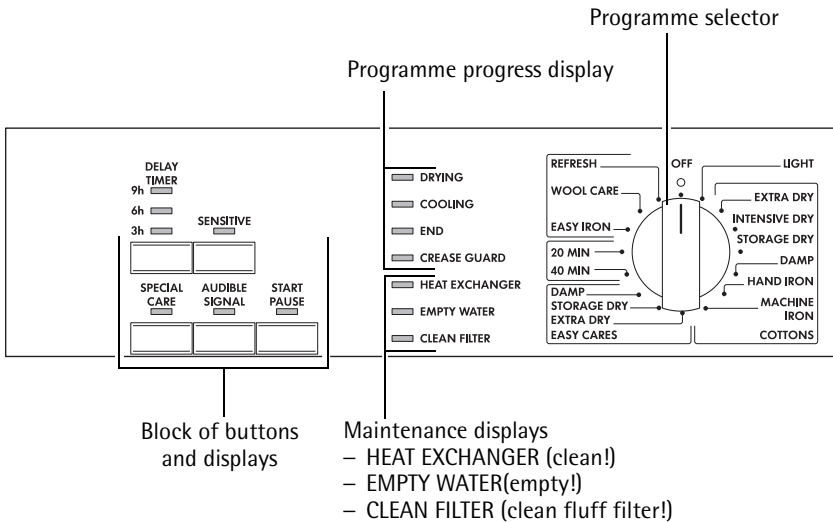 Programme selector
Programme progress display
DELAY
TIMER
9h
6h
3h
SENSITIVE
SPECIAL
CARE
AUDIBLE
SIGNAL
START
PAUSE
DRYING
COOLING
END
CREASE GUARD
HEAT EXCHANGER
EMPTY WATER
CLEAN FILTER
REFRESH
WOOL CARE
EASY IRON
20 MIN
40 MIN
DAMP
STORAGE DRY
EXTRA DRY
EASY CARES
OFF
LIGHT
EXTRA DRY
INTENSIVE DRY
STORAGE DRY
DAMP
HAND IRON
MACHINE
IRON
COTTONS
Block of buttons
and displays
Maintenance displays
– HEAT EXCHANGER (clean!)
– EMPTY WATER(empty!)
– CLEAN FILTER (clean fluff filter!)